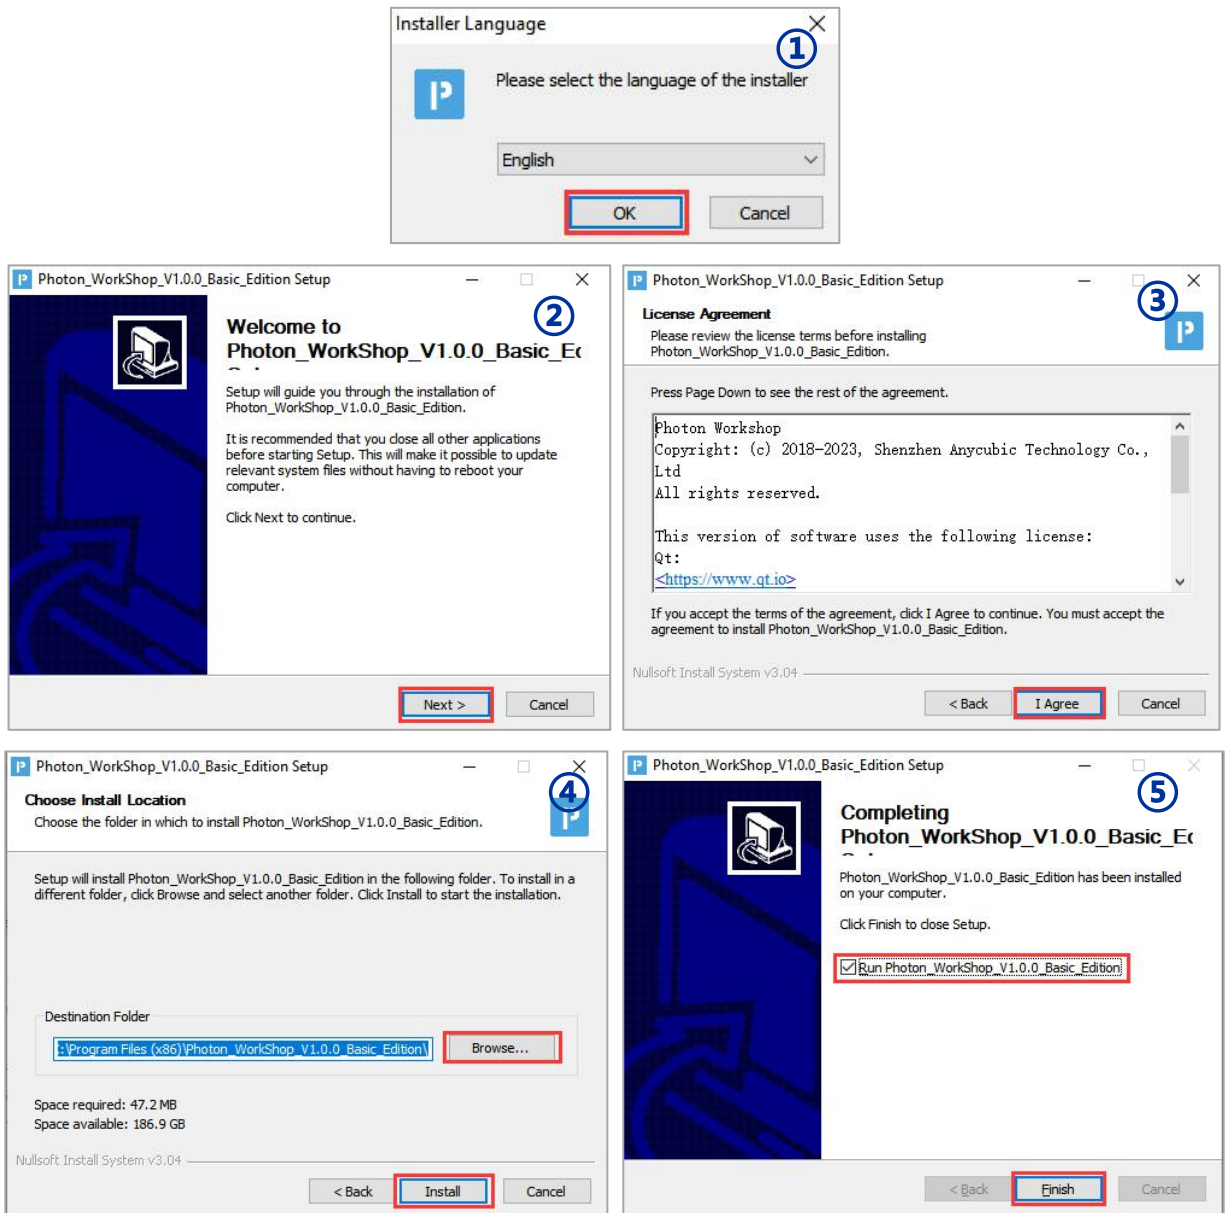 Installer Language
①
Please select the language of the installer
English
OK
Cancel
Photon_WorkShop_V1.0.0_Basic_Edition Setup
②
Welcome to
Photon_WorkShop_V1.0.0_Basic_E
Setup will guide you through the installation of
Photon_WorkShop_V1.0.0_Basic_Edition.
It is recommended that you close all other applications
before starting Setup. This will make it possible to update
relevant system files without having to reboot your
computer.
Click Next to continue.
Next >
Cancel
Photon_WorkShop_V1.0.0_Basic_Edition Setup
③
License Agreement
Please review the license terms before installing
Photon_WorkShop_V1.0.0_Basic_Edition.
Press Page Down to see the rest of the agreement.
Photon Workshop
Copyright: (c) 2018-2023, Shenzhen Anycubic Technology Co.,
Ltd
All rights reserved.
This version of software uses the following license:
Qt:
<https://www.qt.io>
If you accept the terms of the agreement, click I Agree to continue. You must accept the
agreement to install Photon_WorkShop_V1.0.0_Basic_Edition.
Nullsoft Install System v3.04
< Back
I Agree
Cancel
Photon_WorkShop_V1.0.0_Basic_Edition Setup
④
Choose Install Location
Choose the folder in which to install Photon_WorkShop_V1.0.0_Basic_Edition.
Setup will install Photon_WorkShop_V1.0.0_Basic_Edition in the following folder. To install in a
different folder, click Browse and select another folder. Click Install to start the installation.
Destination Folder
:\Program Files (x86)\Photon_WorkShop_V1.0.0_Basic_Edition\
Browse...
Space required: 47.2 MB
Space available: 186.9 GB
Nullsoft Install System v3.04
< Back
Install
Cancel
Photon_WorkShop_V1.0.0_Basic_Edition Setup
⑤
Completing
Photon_WorkShop_V1.0.0_Basic_E
Photon_WorkShop_V1.0.0_Basic_Edition has been installed
on your computer.
Click Finish to close Setup.
Run Photon_WorkShop_V1.0.0_Basic_Edition
< Back
Finish
Cancel